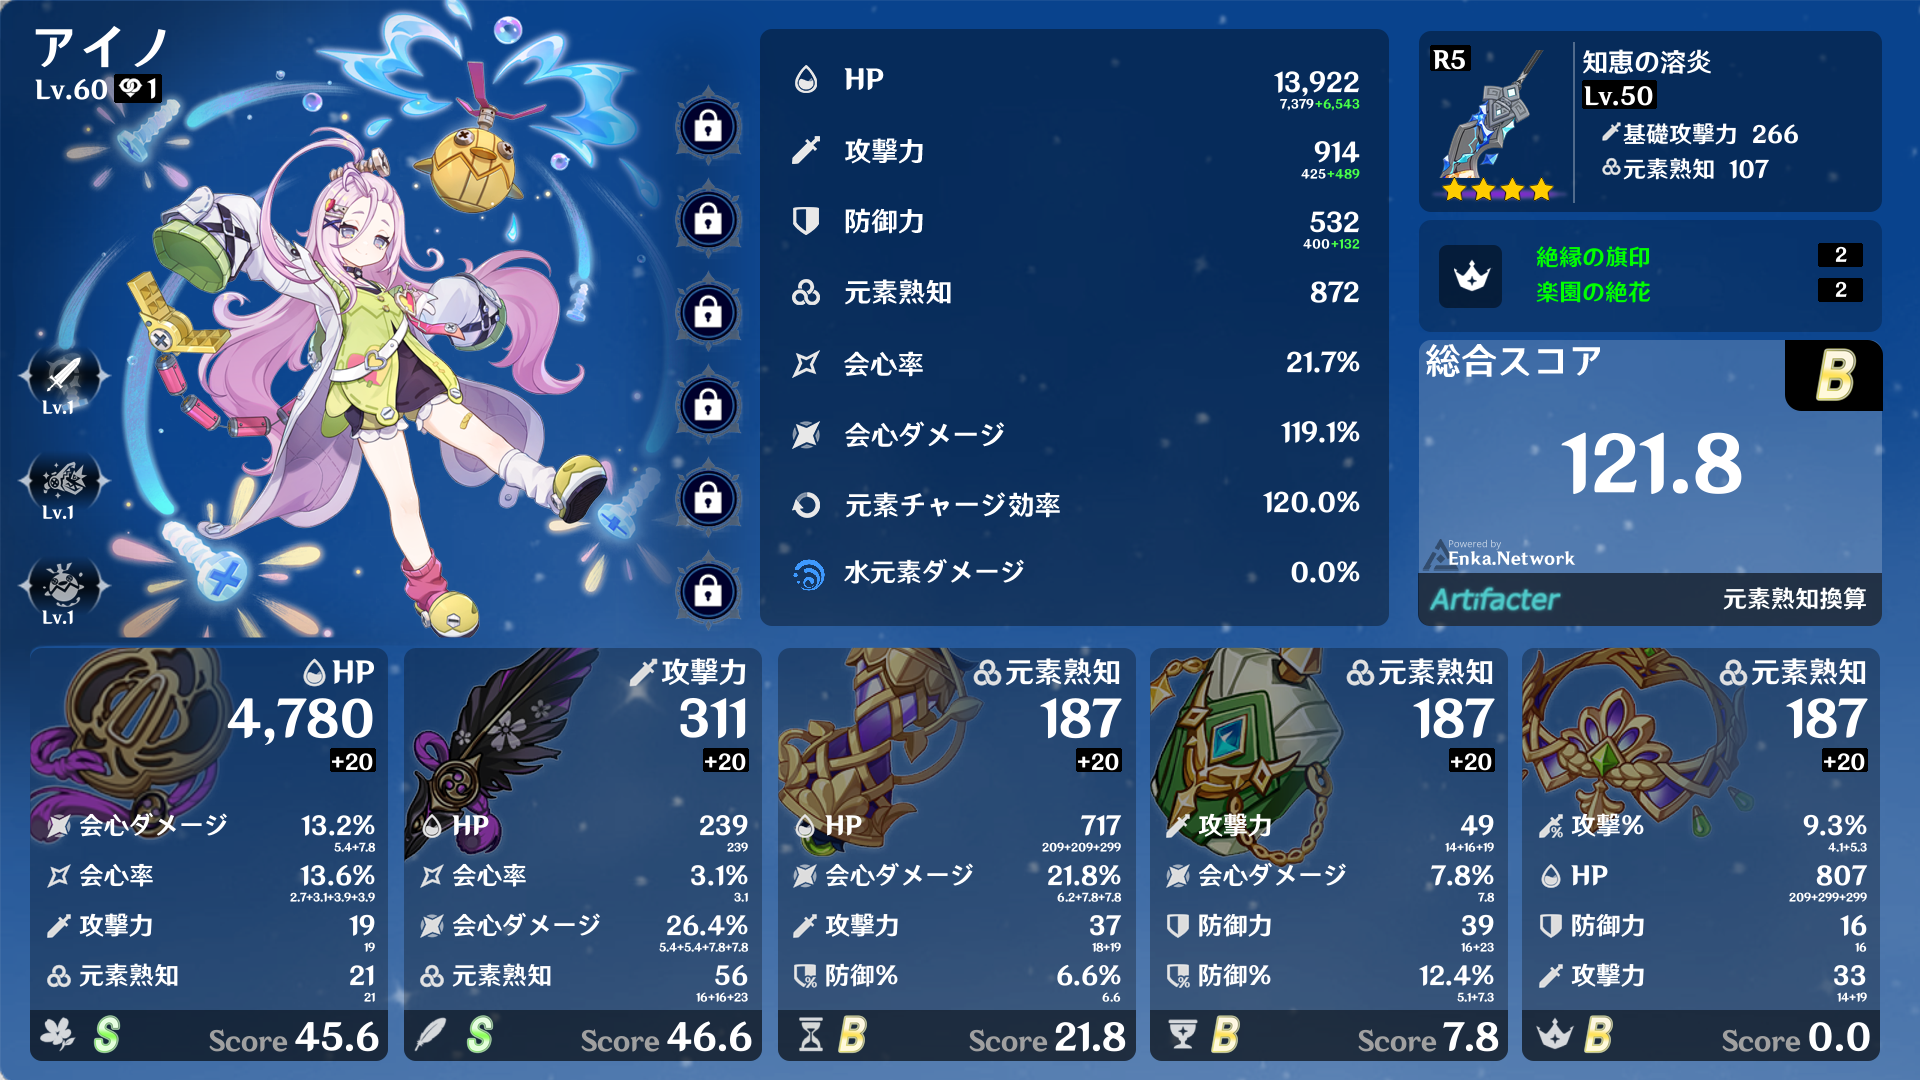 アイノ
Lv.60 1
Lv.1
Lv.1
Lv.1
HP 13,922
7,379+6,543
攻撃力 914
425+489
防御力 532
400+132
元素熟知 872
会心率 21.7%
会心ダメージ 119.1%
元素チャージ効率 120.0%
水元素ダメージ 0.0%
R5 知恵の溶炎
Lv.50
基礎攻撃力 266
元素熟知 107
絶縁の旗印 2
楽園の絶花 2
総合スコア B
121.8
Powered by
Enka.Network
Artifacter 元素熟知換算
HP
4,780
+20
会心ダメージ 13.2%
5.4+7.8
会心率 13.6%
2.7+3.1+3.9+3.9
攻撃力 19
19
元素熟知 21
21
S Score 45.6
攻撃力
311
+20
HP 239
239
会心率 3.1%
3.1
会心ダメージ 26.4%
5.4+5.4+7.8+7.8
元素熟知 56
16+16+23
S Score 46.6
元素熟知
187
+20
HP 717
209+209+299
会心ダメージ 21.8%
6.2+7.8+7.8
攻撃力 37
18+19
防御% 6.6%
6.6
B Score 21.8
元素熟知
187
+20
攻撃力 49
14+16+19
会心ダメージ 7.8%
7.8
防御力 39
16+23
防御% 12.4%
5.1+7.3
B Score 7.8
元素熟知
187
+20
攻撃% 9.3%
4.1+5.3
HP 807
209+299+299
防御力 16
16
攻撃力 33
14+19
B Score 0.0